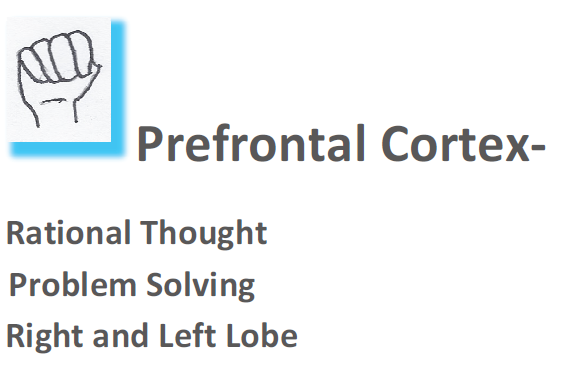 Prefrontal Cortex-
Rational Thought
Problem Solving
Right and Left Lobe